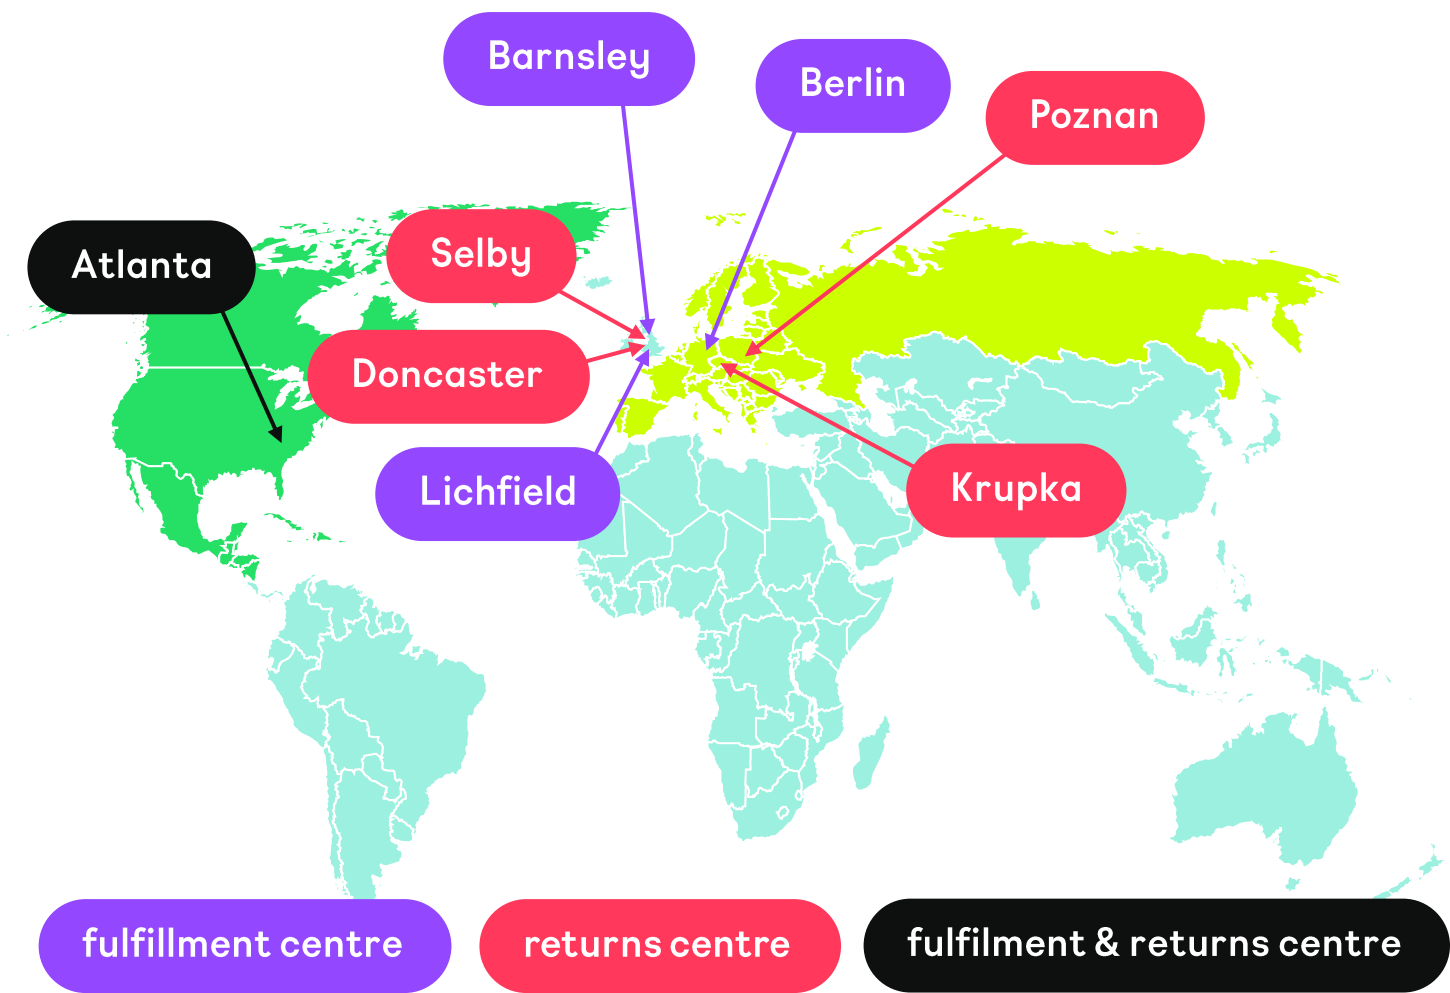 Barnsley
Berlin
Poznan
Selby
Atlanta
Doncaster
Lichfield
Krupka
fulfillment centre
returns centre
fulfilment & returns centre